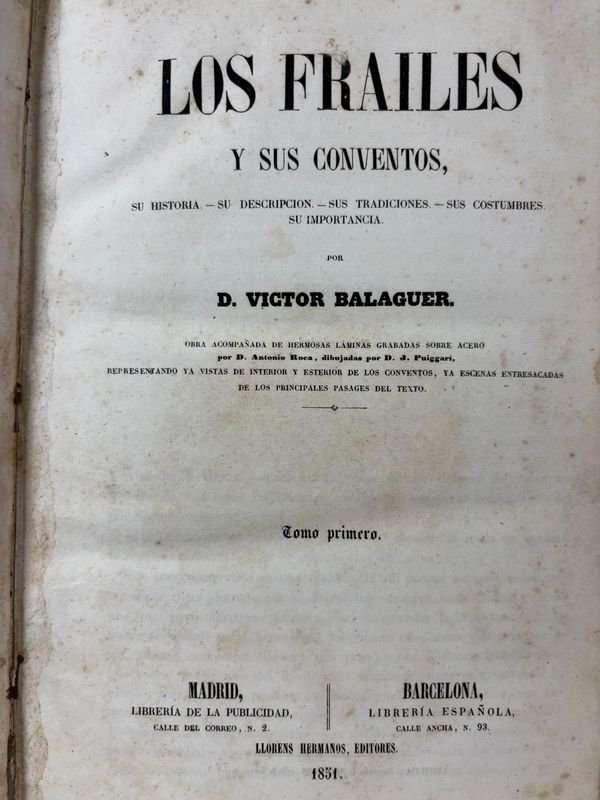 LOS FRAILES
Y SUS CONVENTOS,
SU HISTORIA. — SU DESCRIPCION. — SUS TRADICIONES. — SUS COSTUMBRES.
SU IMPORTANCIA.
POR
D. VICTOR BALAGUER.
OBRA ACOMPAÑADA DE HERMOSAS LÁMINAS GRABADAS SOBRE ACERO
por D. Antonio Roca, dibujadas por D. J. Puiggarí,
REPRESENTANDO YA VISTAS DE INTERIOR Y ESTERIOR DE LOS CONVENTOS, YA ESCENAS ENTRESACADAS
DE LOS PRINCIPALES PASAGES DEL TEXTO.
Tomo primero.
MADRID,
LIBRERÍA DE LA PUBLICIDAD,
CALLE DEL CORREO, N. 2.
BARCELONA,
LIBRERÍA ESPAÑOLA,
CALLE ANCHA, N. 93.
LLORENS HERMANOS, EDITORES.
1851.